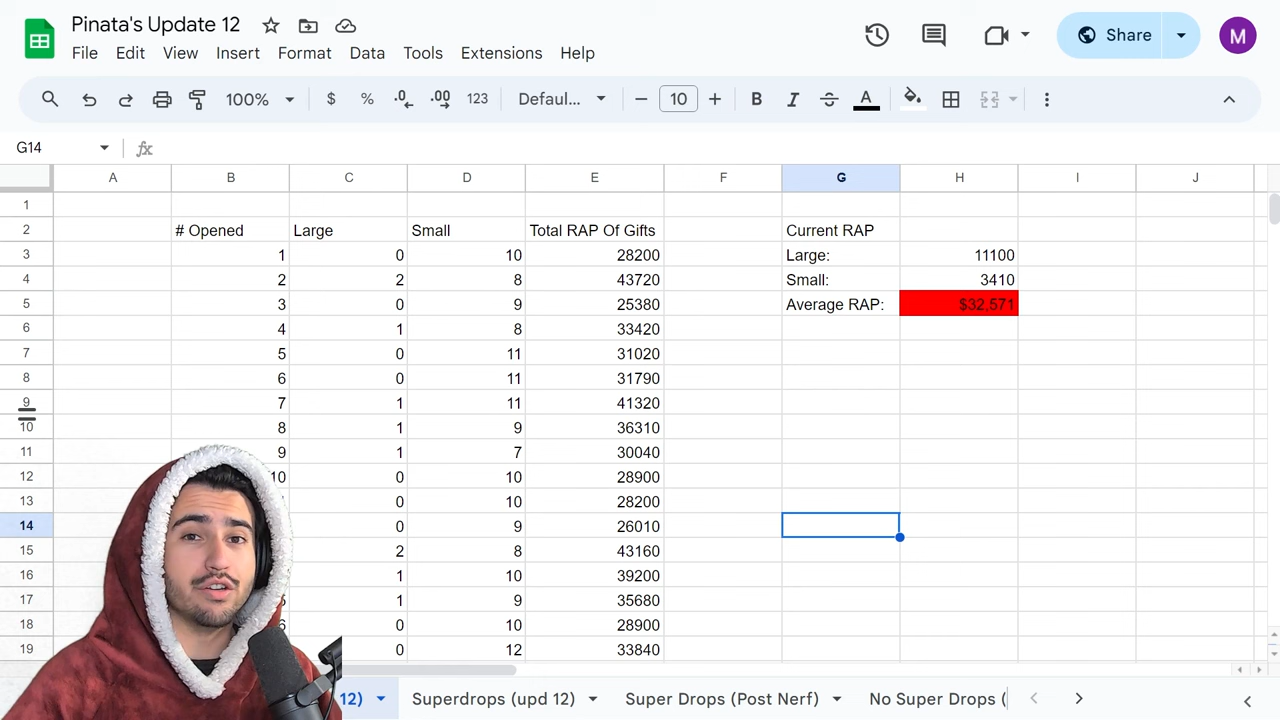 Pinata's Update 12
File Edit View Insert Format Data Tools Extensions Help
Share
M
100% $ % .0 .00 123 Defaul... 10 B I A
G14
A B C D E F G H I J
1
2 # Opened Large Small Total RAP Of Gifts Current RAP
3 1 0 10 28200 Large: 11100
4 2 2 8 43720 Small: 3410
5 3 0 9 25380 Average RAP: $32.571
6 4 1 8 33420
7 5 0 11 31020
8 6 0 11 31790
9 7 1 11 41320
10 8 1 9 36310
11 9 1 7 30040
12 10 0 10 28900
13 0 10 28200
14 0 9 26010
15 2 8 43160
16 1 10 39200
17 1 9 35680
18 6 0 10 28900
19 0 12 33840
12) Superdrops (upd 12) Super Drops (Post Nerf) No Super Drops (